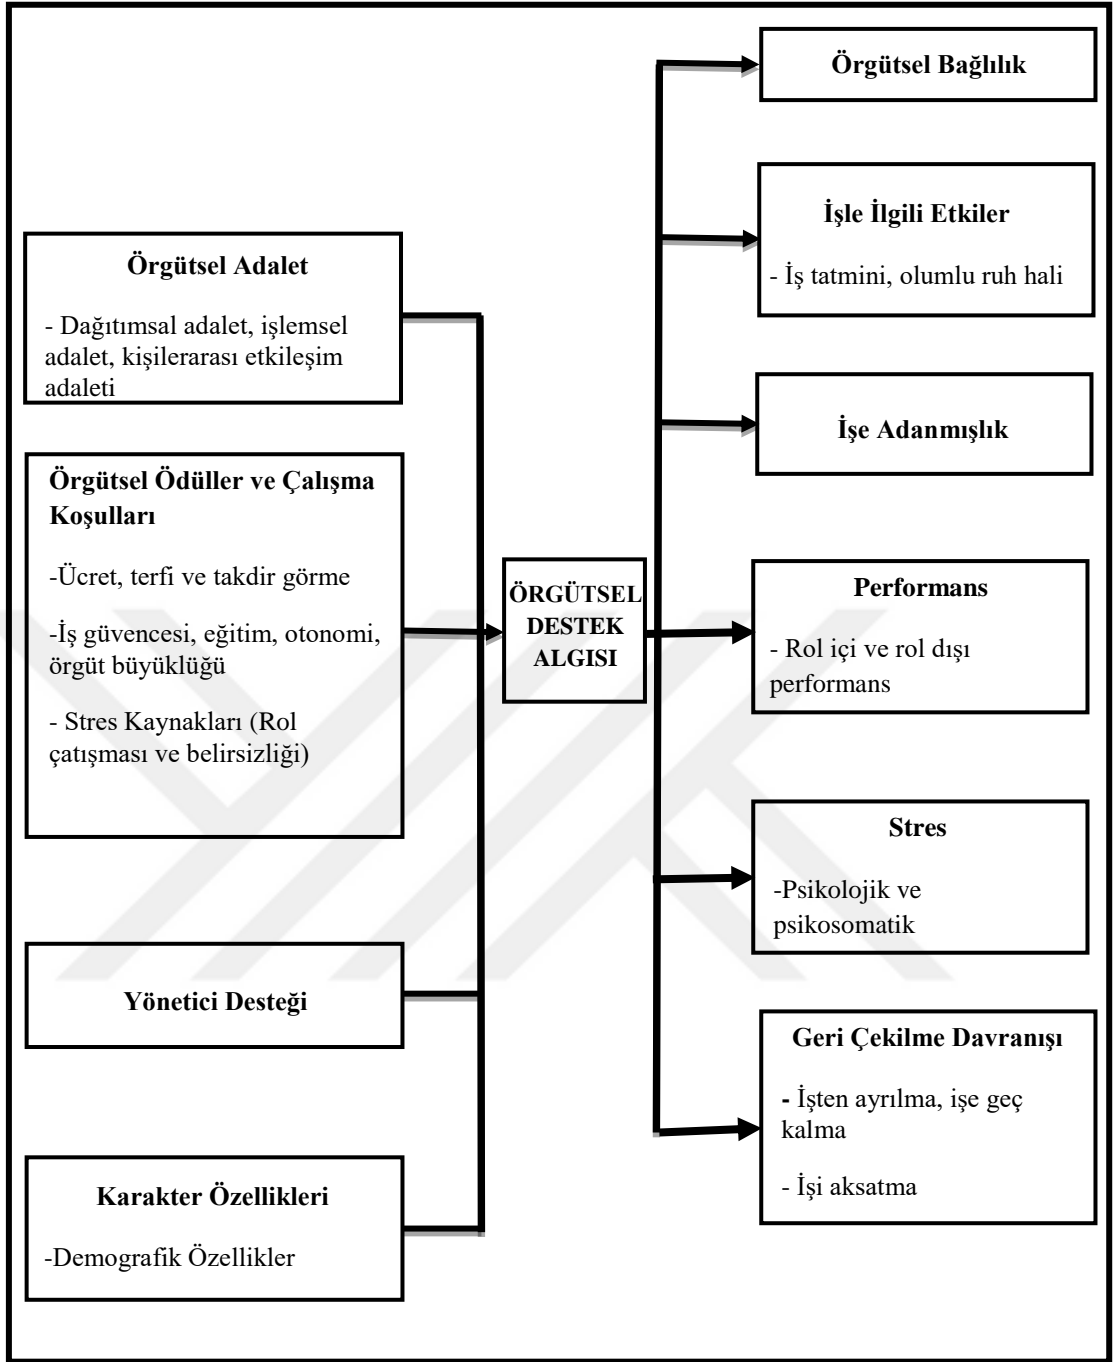 Örgütsel Adalet
- Dağıtımsal adalet, işlemsel
adalet, kişilerarası etkileşim
adaleti
Örgütsel Ödüller ve Çalışma
Koşulları
-Ücret, terfi ve takdir görme
-İş güvencesi, eğitim, otonomi,
örgüt büyüklüğü
- Stres Kaynakları (Rol
çatışması ve belirsizliği)
Yönetici Desteği
Karakter Özellikleri
-Demografik Özellikler
ÖRGÜTSEL
DESTEK
ALGISI
Örgütsel Bağlılık
İşle İlgili Etkiler
- İş tatmini, olumlu ruh hali
İşe Adanmışlık
Performans
- Rol içi ve rol dışı
performans
Stres
-Psikolojik ve
psikosomatik
Geri Çekilme Davranışı
- İşten ayrılma, işe geç
kalma
- İşi aksatma